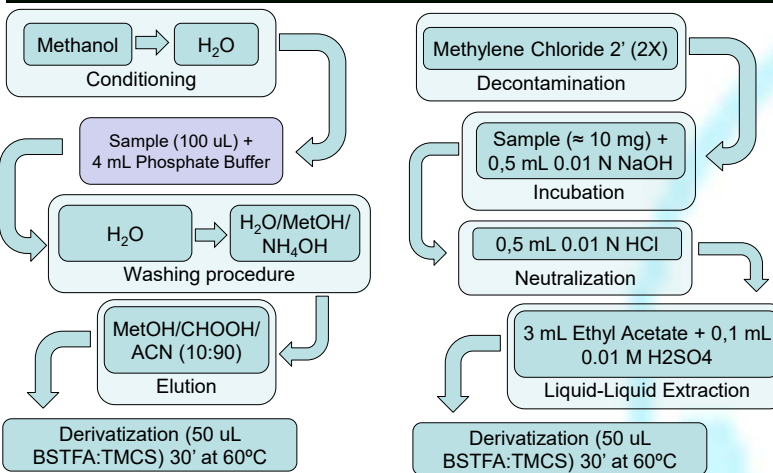 Methanol
H₂O
Conditioning
Sample (100 uL) +
4 mL Phosphate Buffer
H₂O
H₂O/MetOH/
NH₄OH
Washing procedure
MetOH/CHOOH/
ACN (10:90)
Elution
Derivatization (50 uL
BSTFA:TMCS) 30' at 60ºC
Methylene Chloride 2' (2X)
Decontamination
Sample (≈ 10 mg) +
0,5 mL 0.01 N NaOH
Incubation
0,5 mL 0.01 N HCl
Neutralization
3 mL Ethyl Acetate + 0,1 mL
0.01 M H2SO4
Liquid-Liquid Extraction
Derivatization (50 uL
BSTFA:TMCS) 30' at 60ºC